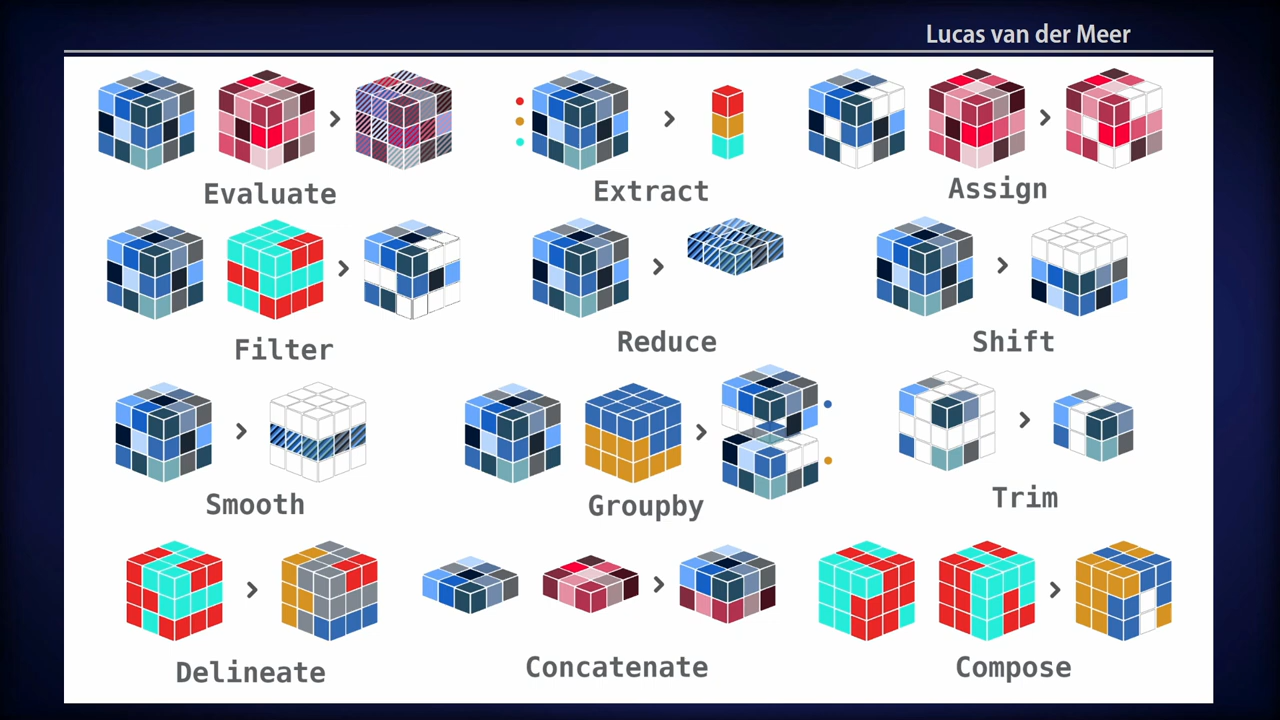 Lucas van der Meer
Evaluate
Extract
Assign
Filter
Reduce
Shift
Smooth
Groupby
Trim
Delineate
Concatenate
Compose